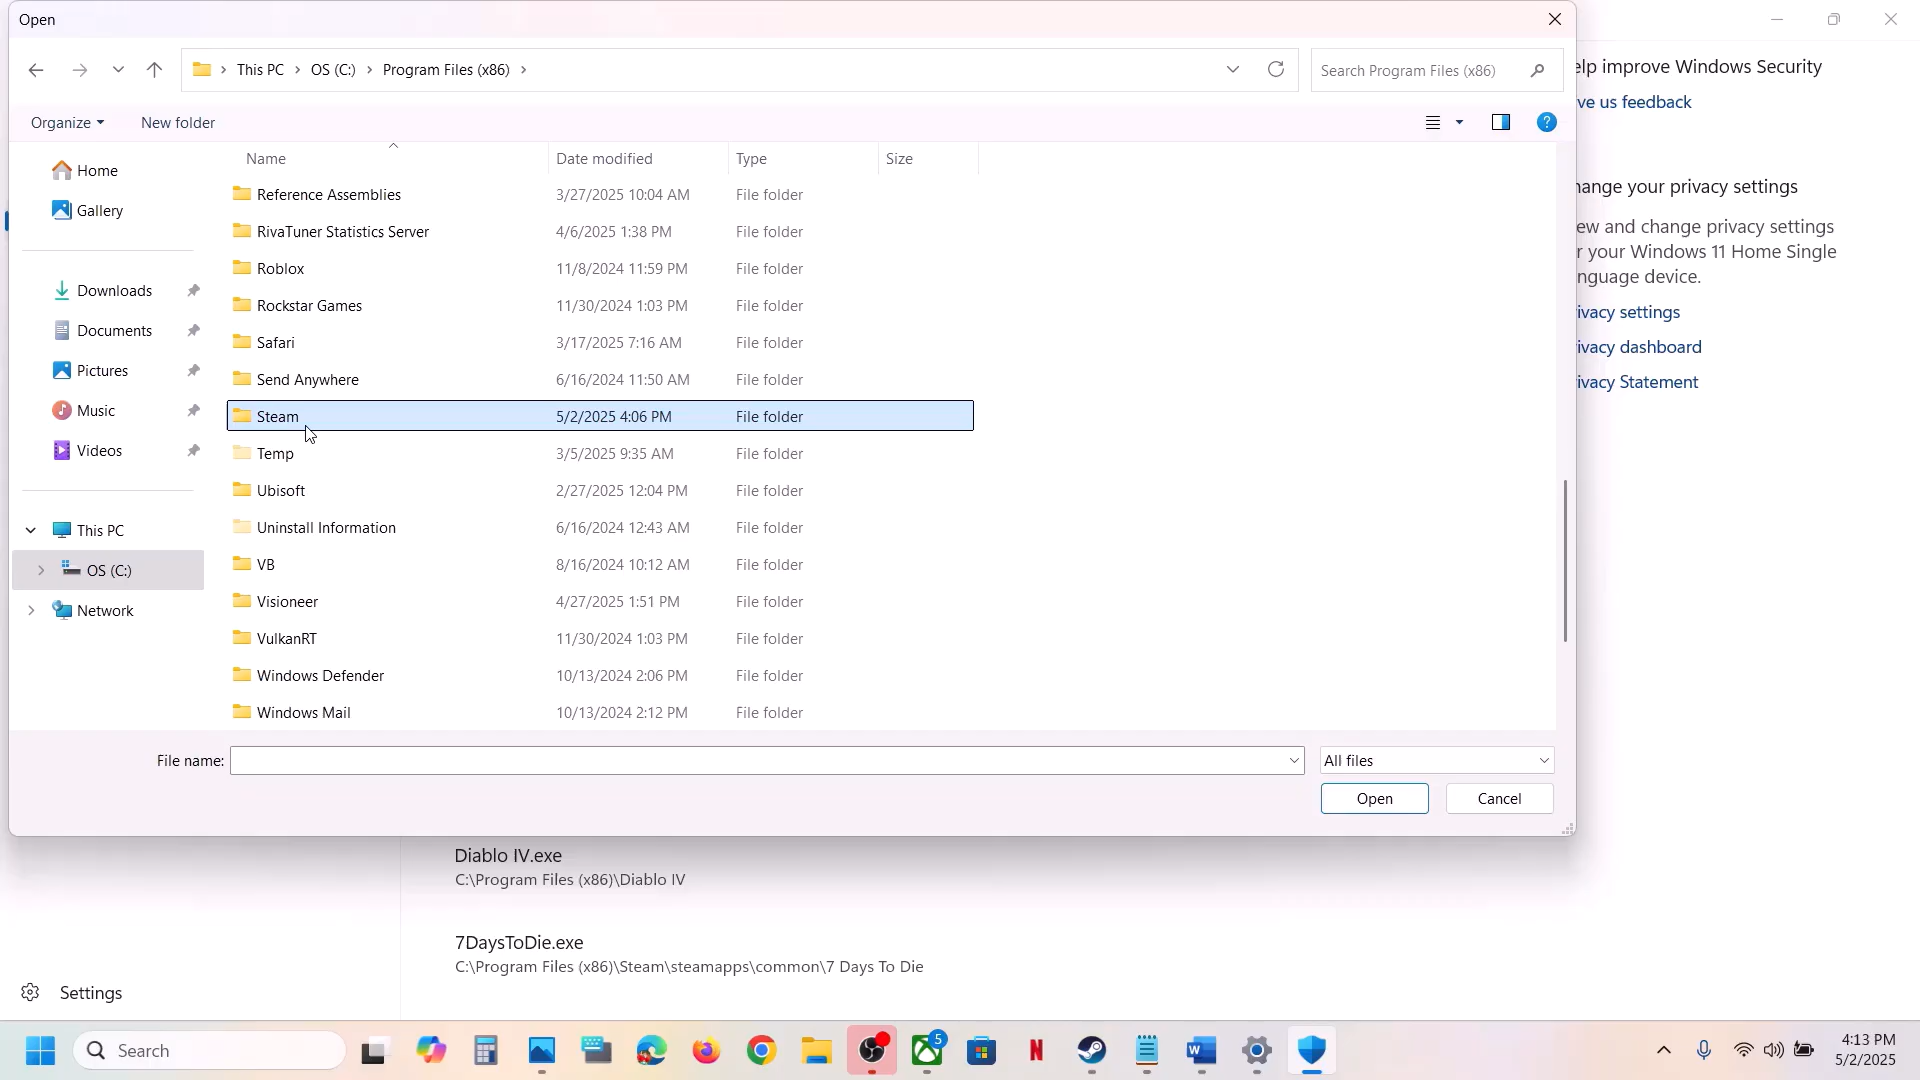 Open
This PC > OS (C:) > Program Files (x86) >
Search Program Files (x86)
Organize
New folder
Name
Date modified
Type
Size
Home
Gallery
Downloads
Documents
Pictures
Music
Videos
This PC
OS (C:)
Network
Reference Assemblies 3/27/2025 10:04 AM File folder
RivaTuner Statistics Server 4/6/2025 1:38 PM File folder
Roblox 11/8/2024 11:59 PM File folder
Rockstar Games 11/30/2024 1:03 PM File folder
Safari 3/17/2025 7:16 AM File folder
Send Anywhere 6/16/2024 11:50 AM File folder
Steam 5/2/2025 4:06 PM File folder
Temp 3/5/2025 9:35 AM File folder
Ubisoft 2/27/2025 12:04 PM File folder
Uninstall Information 6/16/2024 12:43 AM File folder
VB 8/16/2024 10:12 AM File folder
Visioneer 4/27/2025 1:51 PM File folder
VulkanRT 11/30/2024 1:03 PM File folder
Windows Defender 10/13/2024 2:06 PM File folder
Windows Mail 10/13/2024 2:12 PM File folder
File name:
All files
Open
Cancel
elp improve Windows Security
ve us feedback
hange your privacy settings
ew and change privacy settings
r your Windows 11 Home Single
nguage device.
ivacy settings
ivacy dashboard
ivacy Statement
Diablo IV.exe
C:\Program Files (x86)\Diablo IV
7DaysToDie.exe
C:\Program Files (x86)\Steam\steamapps\common\7 Days To Die
Settings
Search
5
4:13 PM
5/2/2025